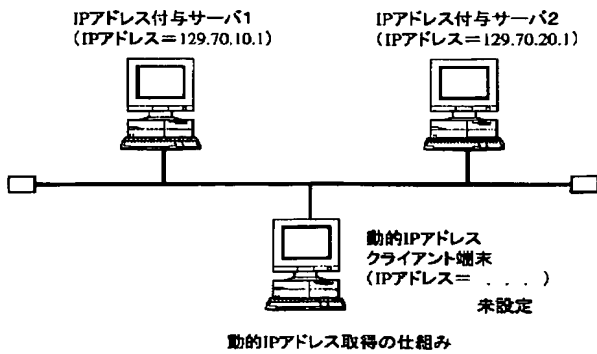 IPアドレス付与サーバ1
(IPアドレス=129.70.10.1)
IPアドレス付与サーバ2
(IPアドレス=129.70.20.1)
動的IPアドレス
クライアント端末
(IPアドレス= . . . )
未設定
動的IPアドレス取得の仕組み